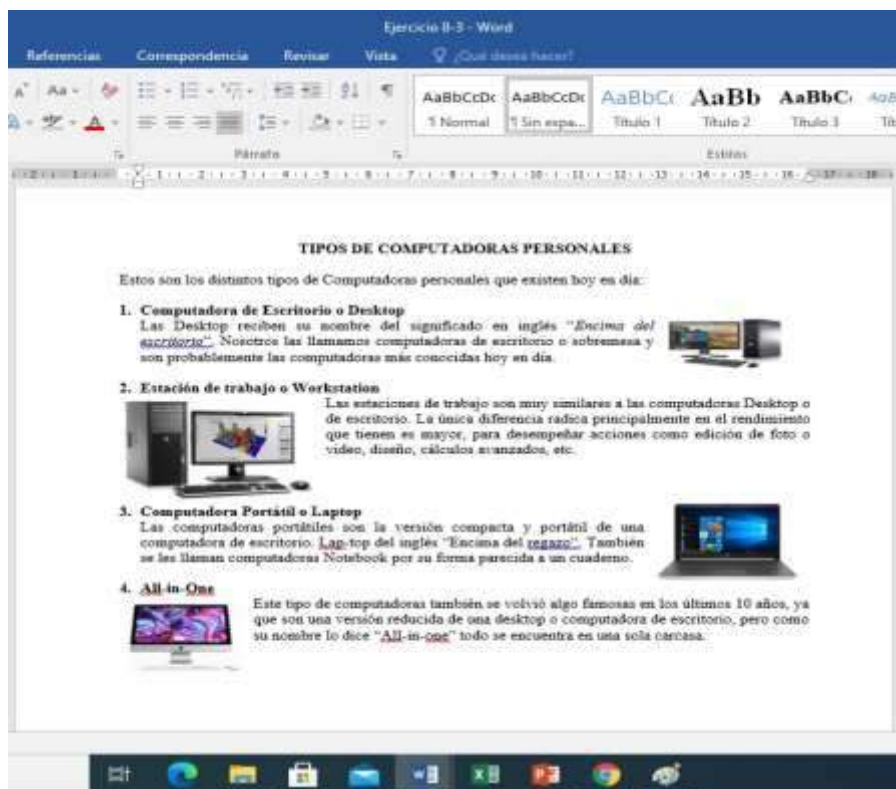 Ejercicio 8-3 - Word
Referencias Correspondencia Revisar Vista ¿Qué desea hacer?
Aa
AaBbCcDc AaBbCcDc AaBbC AaBb AaBbC
¶ Normal ¶ Sin espa... Título 1 Título 2 Título 3
Párrafo Estilos
TIPOS DE COMPUTADORAS PERSONALES
Estos son los distintos tipos de Computadoras personales que existen hoy en día:
1. Computadora de Escritorio o Desktop
Las Desktop reciben su nombre del significado en inglés "Encima del
escritorio". Nosotros las llamamos computadoras de escritorio o sobremesa y
son probablemente las computadoras más conocidas hoy en día.
2. Estación de trabajo o Workstation
Las estaciones de trabajo son muy similares a las computadoras Desktop o
de escritorio. La única diferencia radica principalmente en el rendimiento
que tienen es mayor, para desempeñar acciones como edición de foto o
video, diseño, cálculos avanzados, etc.
3. Computadora Portátil o Laptop
Las computadoras portátiles son la versión compacta y portátil de una
computadora de escritorio. Lap-top del inglés "Encima del regazo". También
se les llaman computadoras Notebook por su forma parecida a un cuaderno.
4. All-in-One
Este tipo de computadoras también se volvió algo famosas en los últimos 10 años, ya
que son una versión reducida de una desktop o computadora de escritorio, pero como
su nombre lo dice "All-in-one" todo se encuentra en una sola carcasa.